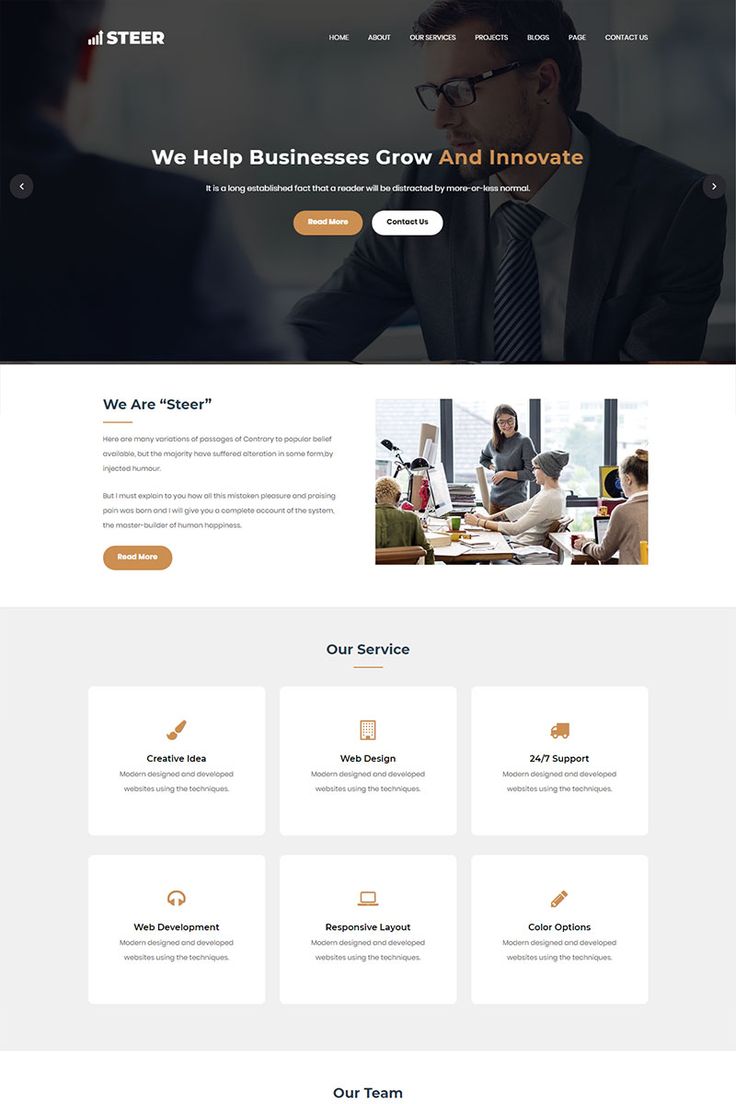 STEER
HOME ABOUT OUR SERVICES PROJECTS BLOGS PAGE CONTACT US
We Help Businesses Grow And Innovate
It is a long established fact that a reader will be distracted by more-or-less normal.
Read More Contact Us
We Are “Steer”
Here are many variations of passages of Contrary to popular belief
available, but the majority have suffered alteration in some form,by
injected humour.
But I must explain to you how all this mistaken pleasure and praising
pain was born and I will give you a complete account of the system,
the master-builder of human happiness.
Read More
Our Service
Creative Idea
Modern designed and developed
websites using the techniques.
Web Design
Modern designed and developed
websites using the techniques.
24/7 Support
Modern designed and developed
websites using the techniques.
Web Development
Modern designed and developed
websites using the techniques.
Responsive Layout
Modern designed and developed
websites using the techniques.
Color Options
Modern designed and developed
websites using the techniques.
Our Team